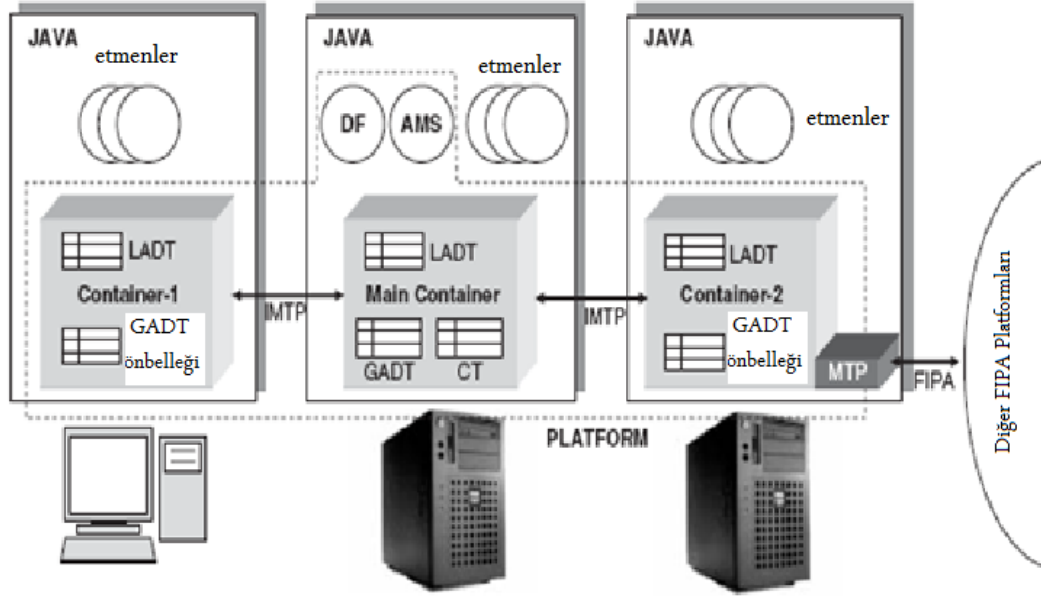 JAVA
etmenler
LADT
Container-1
GADT
önbelleği
IMTP
JAVA
etmenler
DF
AMS
LADT
Main Container
GADT
CT
IMTP
JAVA
etmenler
LADT
Container-2
GADT
önbelleği
MTP
FIPA
PLATFORM
Diğer FIPA Platformları